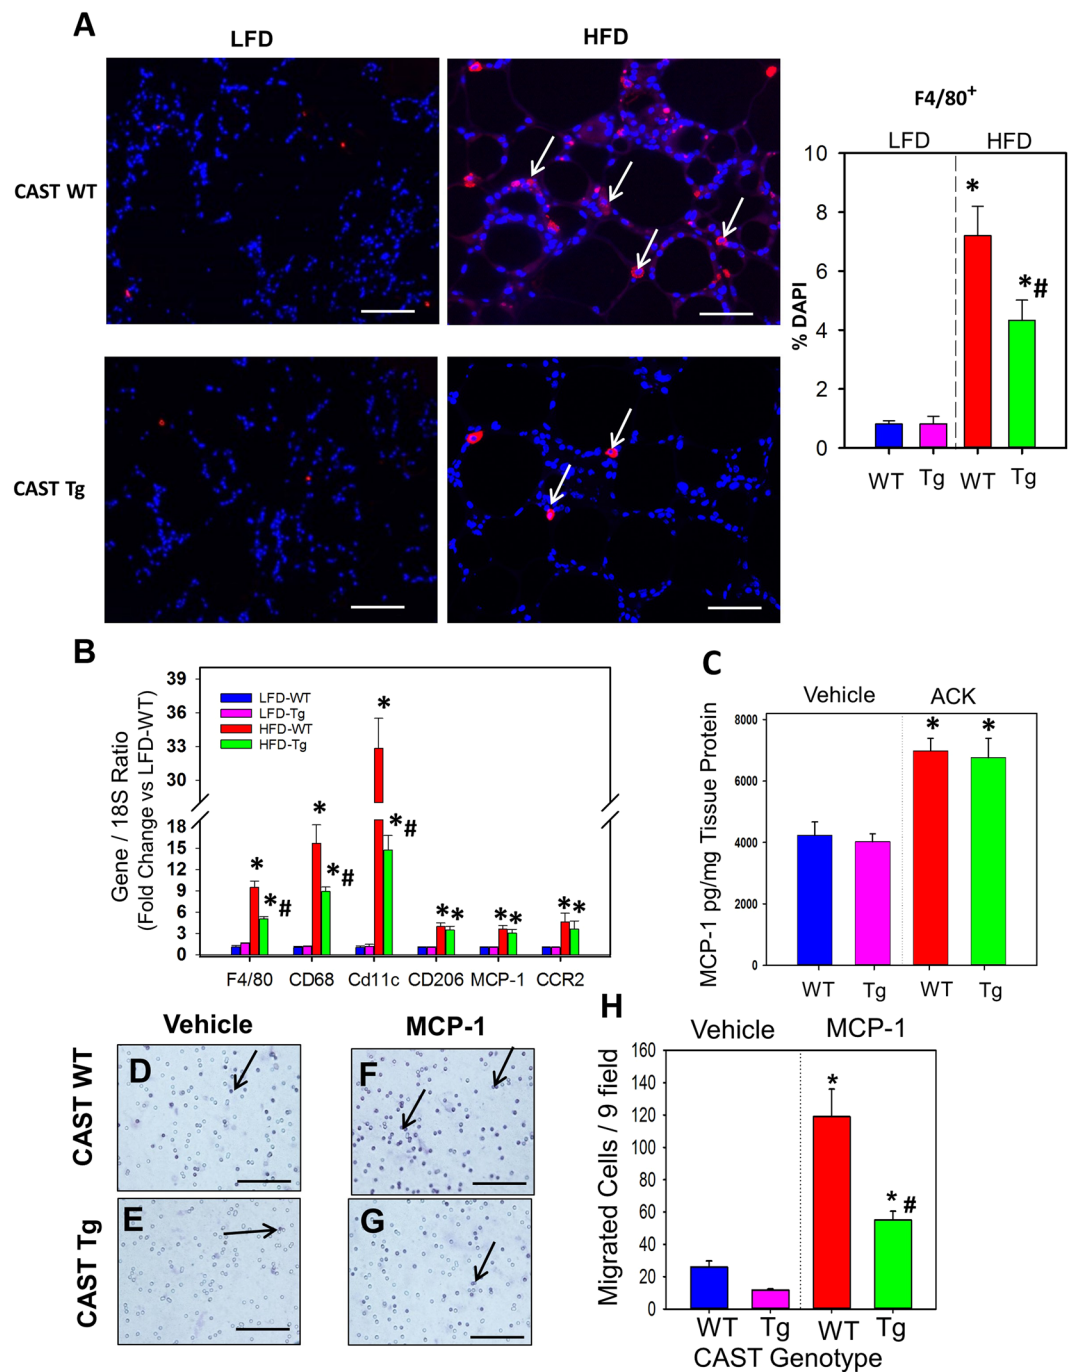 A
LFD
HFD
CAST WT
CAST Tg
F4/80+
LFD HFD
10
8
6
4
2
0
% DAPI
*
*#
WT Tg WT Tg
B
Gene / 18S Ratio
(Fold Change vs LFD-WT)
39
36
33
30
18
15
12
9
6
3
0
LFD-WT
LFD-Tg
HFD-WT
HFD-Tg
*
*#
*
*#
*
*#
**
**
**
F4/80 CD68 Cd11c CD206 MCP-1 CCR2
C
Vehicle ACK
MCP-1 pg/mg Tissue Protein
8000
6000
4000
2000
0
* *
WT Tg WT Tg
Vehicle MCP-1
CAST WT
CAST Tg
D
F
E
G
H
Vehicle MCP-1
Migrated Cells / 9 field
160
140
120
100
80
60
40
20
0
*
*#
WT Tg WT Tg
CAST Genotype